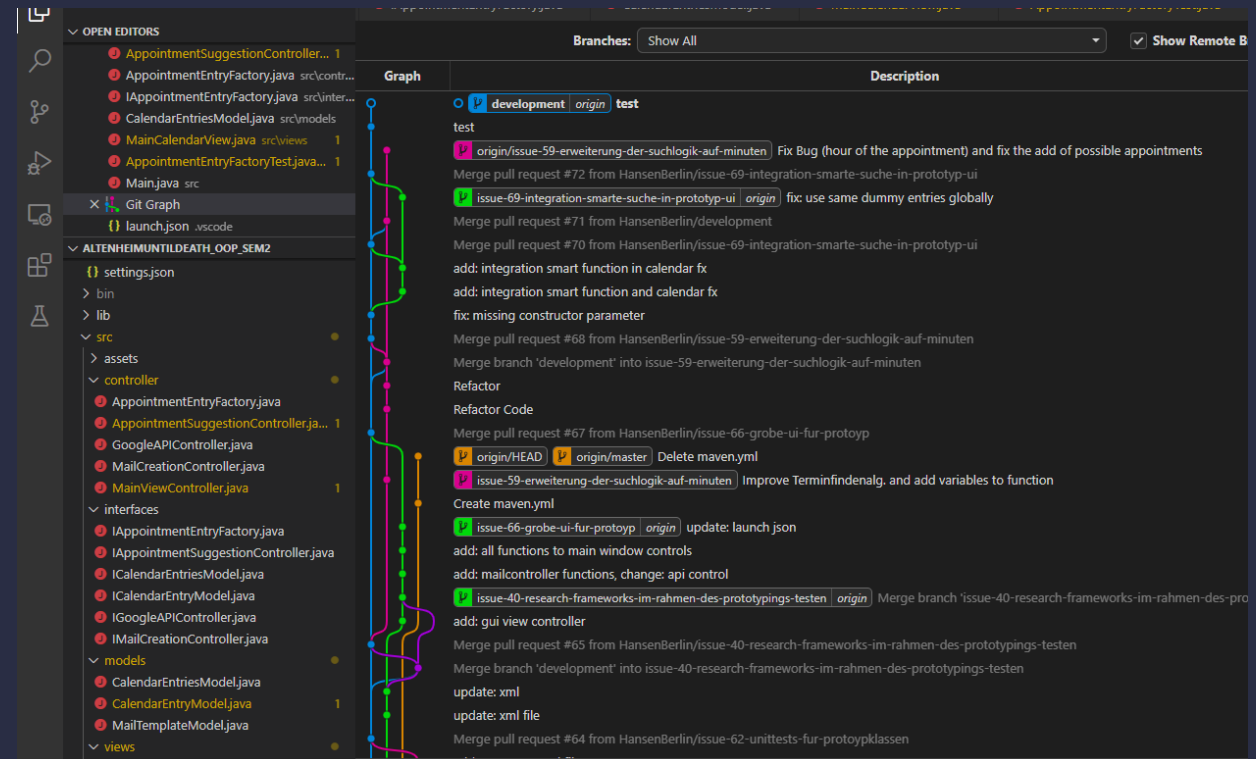 OPEN EDITORS
AppointmentSuggestionController... 1
AppointmentEntryFactory.java src\contr...
IAppointmentEntryFactory.java src\inter...
CalendarEntriesModel.java src\models
MainCalendarView.java src\views 1
AppointmentEntryFactoryTest.java... 1
Main.java src
Git Graph
{} launch.json .vscode
ALTENHEIMUNTILDEATH_OOP_SEM2
{} settings.json
bin
lib
src
assets
controller
AppointmentEntryFactory.java
AppointmentSuggestionController.ja... 1
GoogleAPIController.java
MailCreationController.java
MainViewController.java 1
interfaces
IAppointmentEntryFactory.java
IAppointmentSuggestionController.java
ICalendarEntriesModel.java
ICalendarEntryModel.java
IGoogleAPIController.java
IMailCreationController.java
models
CalendarEntriesModel.java
CalendarEntryModel.java 1
MailTemplateModel.java
views
Branches: Show All Show Remote B
Graph Description
development origin test
test
origin/issue-59-erweiterung-der-suchlogik-auf-minuten Fix Bug (hour of the appointment) and fix the add of possible appointments
Merge pull request #72 from HansenBerlin/issue-69-integration-smarte-suche-in-prototyp-ui
issue-69-integration-smarte-suche-in-prototyp-ui origin fix: use same dummy entries globally
Merge pull request #71 from HansenBerlin/development
Merge pull request #70 from HansenBerlin/issue-69-integration-smarte-suche-in-prototyp-ui
add: integration smart function in calendar fx
add: integration smart function and calendar fx
fix: missing constructor parameter
Merge pull request #68 from HansenBerlin/issue-59-erweiterung-der-suchlogik-auf-minuten
Merge branch 'development' into issue-59-erweiterung-der-suchlogik-auf-minuten
Refactor
Refactor Code
Merge pull request #67 from HansenBerlin/issue-66-grobe-ui-fur-protoyp
origin/HEAD origin/master Delete maven.yml
issue-59-erweiterung-der-suchlogik-auf-minuten Improve Terminfindenalg. and add variables to function
Create maven.yml
issue-66-grobe-ui-fur-protoyp origin update: launch json
add: all functions to main window controls
add: mailcontroller functions, change: api control
issue-40-research-frameworks-im-rahmen-des-prototypings-testen origin Merge branch 'issue-40-research-frameworks-im-rahmen-des-pro
add: gui view controller
Merge pull request #65 from HansenBerlin/issue-40-research-frameworks-im-rahmen-des-prototypings-testen
Merge branch 'development' into issue-40-research-frameworks-im-rahmen-des-prototypings-testen
update: xml
update: xml file
Merge pull request #64 from HansenBerlin/issue-62-unittests-fur-protoypklassen